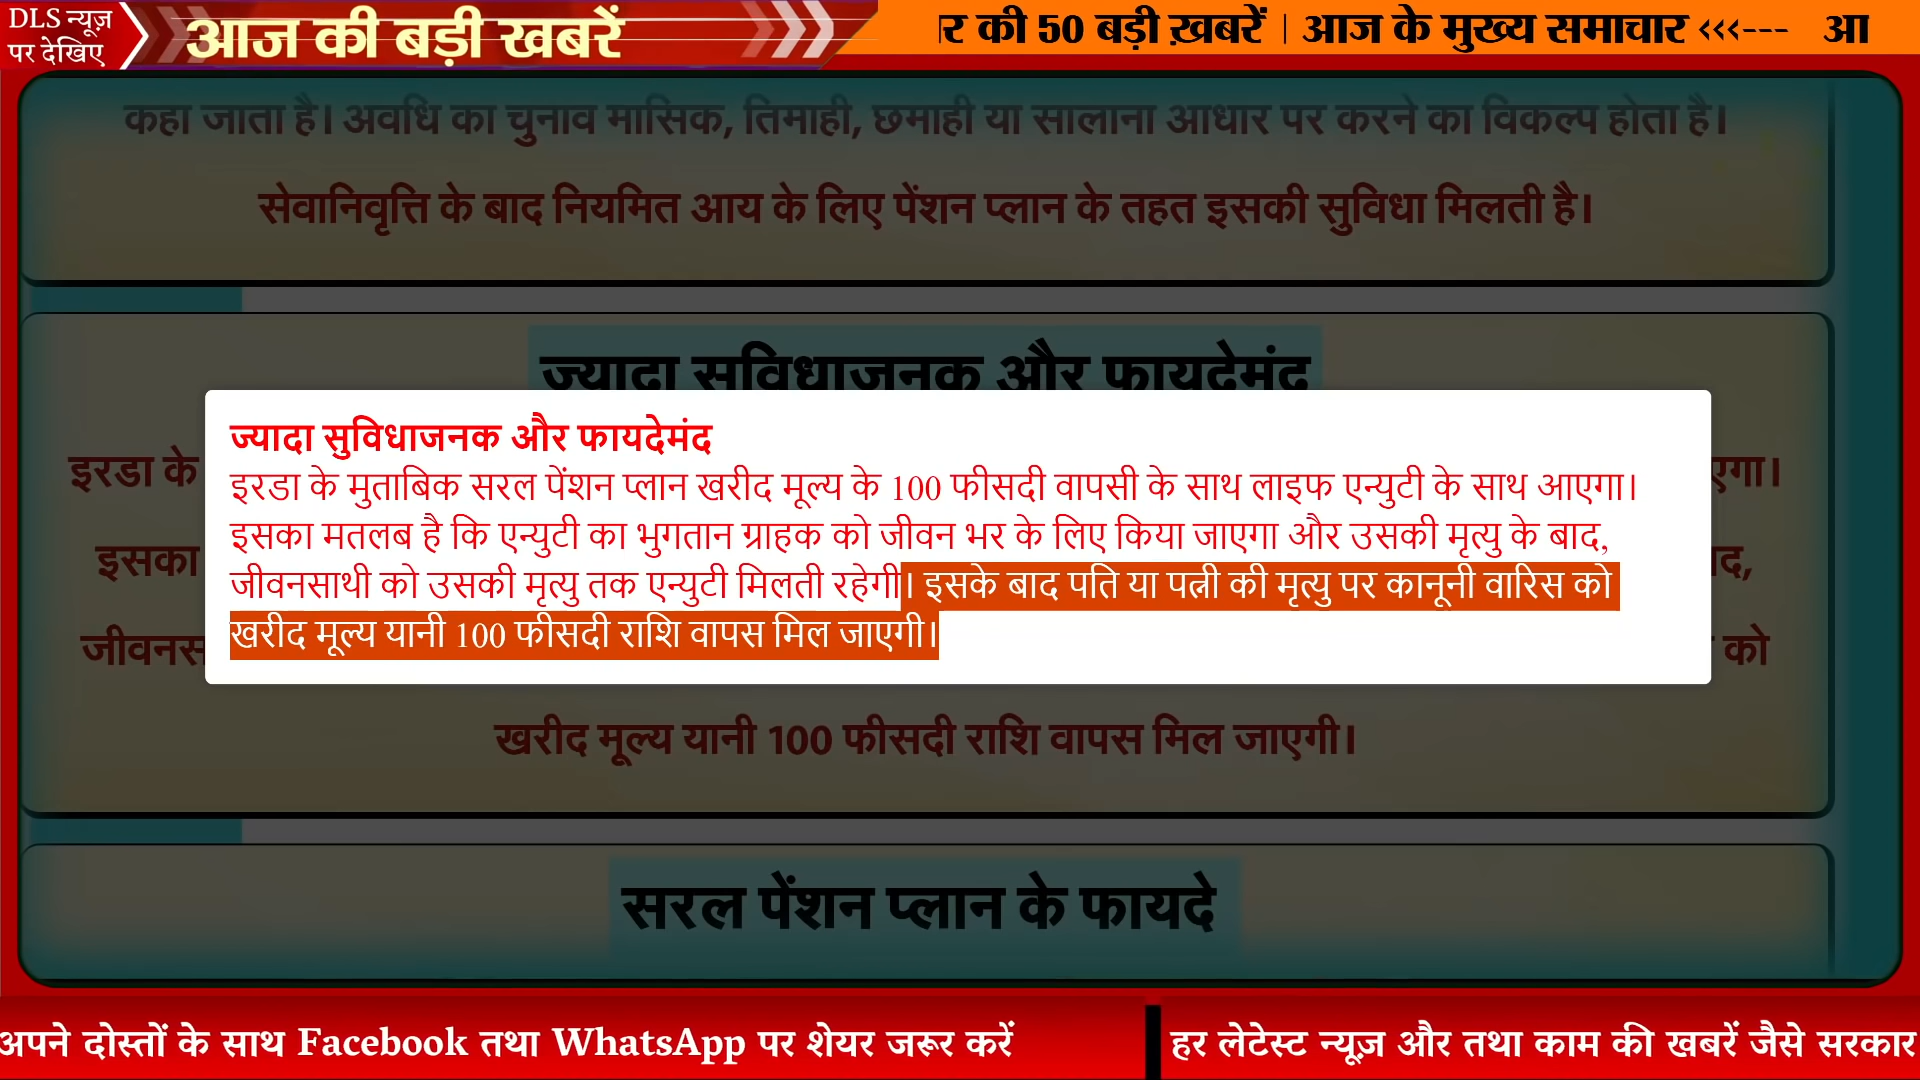 DLS न्यूज़
पर देखिए
आज की बड़ी खबरें
की 50 बड़ी ख़बरें | आज के मुख्य समाचार ‹‹‹--- आ
कहा जाता है। अवधि का चुनाव मासिक, तिमाही, छमाही या सालाना आधार पर करने का विकल्प होता है।
सेवानिवृत्ति के बाद नियमित आय के लिए पेंशन प्लान के तहत इसकी सुविधा मिलती है।
ज्यादा सुविधाजनक और फायदेमंद
ज्यादा सुविधाजनक और फायदेमंद
इरडा के मुताबिक सरल पेंशन प्लान खरीद मूल्य के 100 फीसदी वापसी के साथ लाइफ एन्युटी के साथ आएगा।
इसका मतलब है कि एन्युटी का भुगतान ग्राहक को जीवन भर के लिए किया जाएगा और उसकी मृत्यु के बाद,
जीवनसाथी को उसकी मृत्यु तक एन्युटी मिलती रहेगी। इसके बाद पति या पत्नी की मृत्यु पर कानूनी वारिस को
खरीद मूल्य यानी 100 फीसदी राशि वापस मिल जाएगी।
इरडा के
इसका
को
खरीद मूल्य यानी 100 फीसदी राशि वापस मिल जाएगी।
सरल पेंशन प्लान के फायदे
अपने दोस्तों के साथ Facebook तथा WhatsApp पर शेयर जरूर करें
हर लेटेस्ट न्यूज़ और तथा काम की खबरें जैसे सरकार